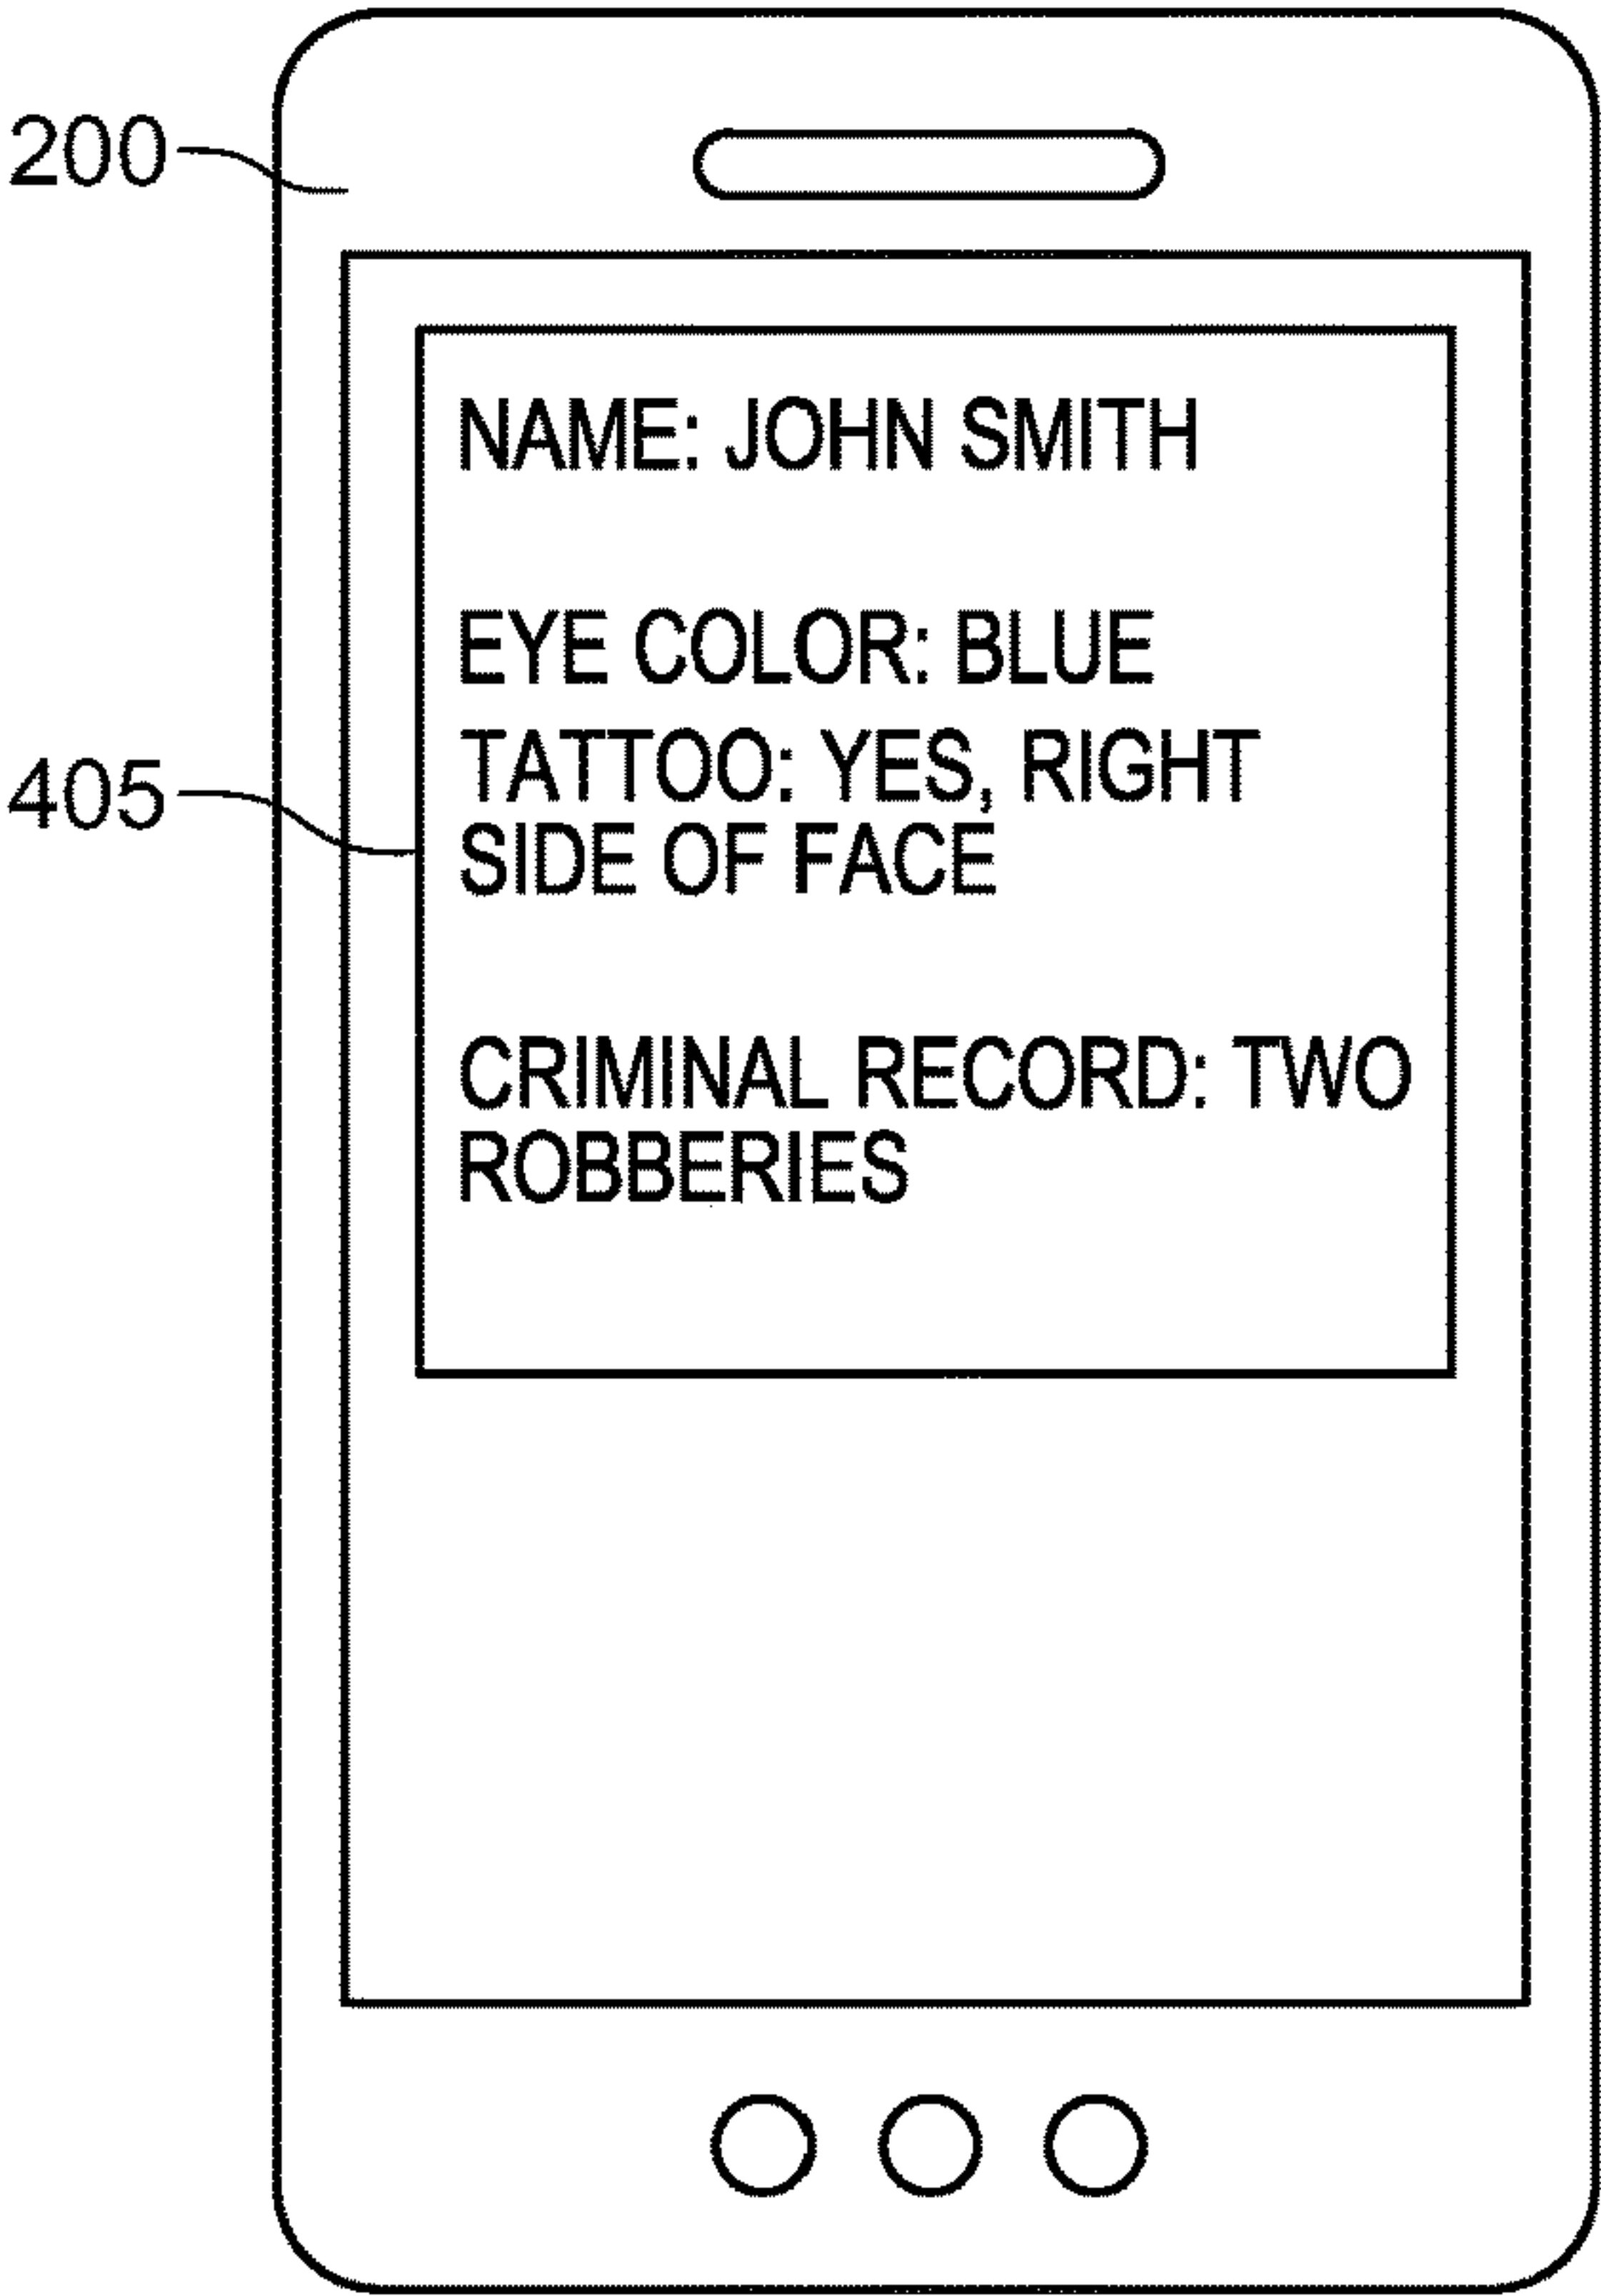 200
NAME: JOHN SMITH
EYE COLOR: BLUE
405
TATTOO: YES, RIGHT
SIDE OF FACE
CRIMINAL RECORD: TWO
ROBBERIES